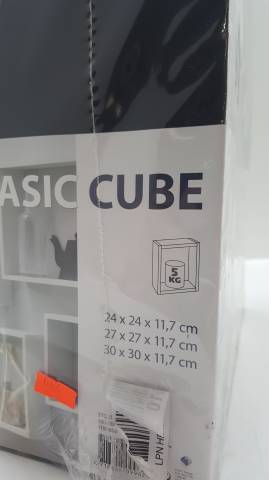 ASIC CUBE
5
KG
24 x 24 x 11,7 cm
27 x 27 x 11,7 cm
30 x 30 x 11,7 cm
LPN